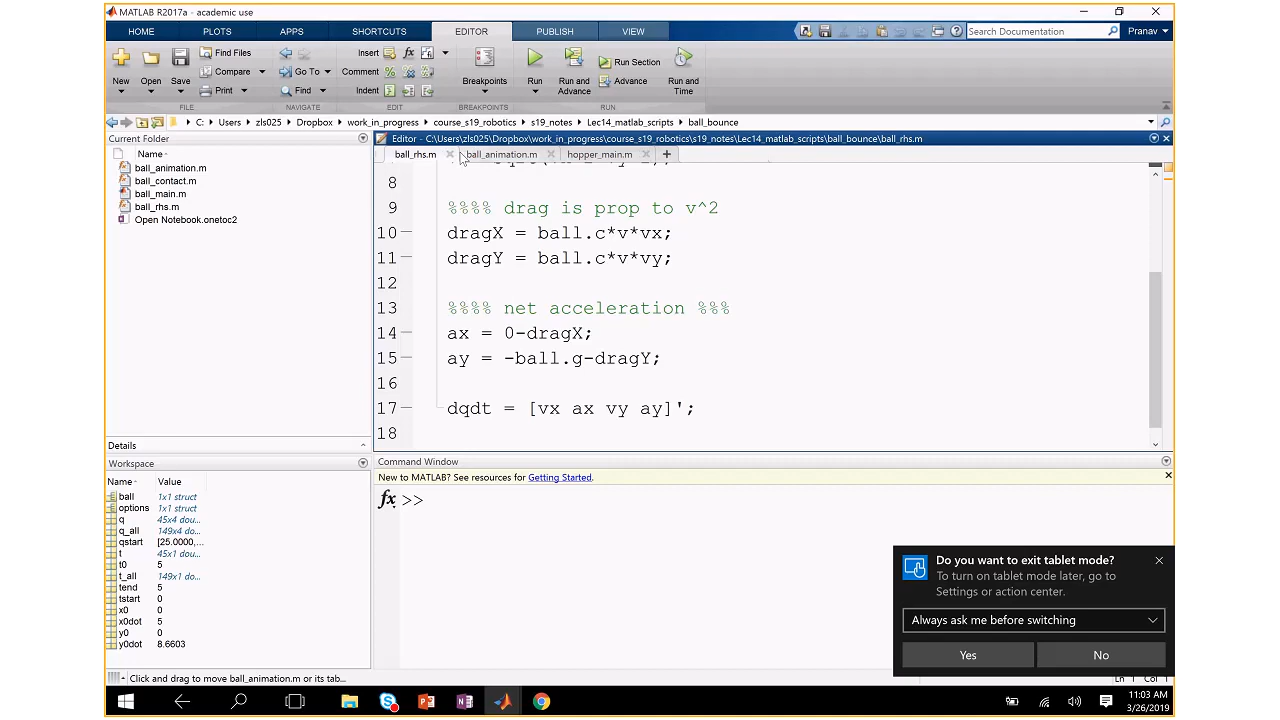 MATLAB R2017a - academic use
HOME PLOTS APPS SHORTCUTS EDITOR PUBLISH VIEW Search Documentation Pranav
New Open Save Find Files Compare Print Insert fx Go To Comment Find Indent Breakpoints Run Run and Advance Run Section Advance Run and Time
FILE NAVIGATE EDIT BREAKPOINTS RUN
C: Users zls025 Dropbox work_in_progress course_s19_robotics s19_notes Lec14_matlab_scripts ball_bounce
Current Folder
Name
ball_animation.m
ball_contact.m
ball_main.m
ball_rhs.m
Open Notebook.onetoc2
Details
Workspace
Name Value
ball 1x1 struct
options 1x1 struct
q 45x4 dou...
q_all 149x4 dou...
qstart [25.0000,...
t 45x1 dou...
t0 5
t_all 149x1 dou...
tend 5
tstart 0
x0 0
x0dot 5
y0 0
y0dot 8.6603
Editor - C:\Users\zls025\Dropbox\work_in_progress\course_s19_robotics\s19_notes\Lec14_matlab_scripts\ball_bounce\ball_rhs.m
ball_rhs.m ball_animation.m hopper_main.m
8
9 %%%% drag is prop to v^2
10 dragX = ball.c*v*vx;
11 dragY = ball.c*v*vy;
12
13 %%%% net acceleration %%%
14 ax = 0-dragX;
15 ay = -ball.g-dragY;
16
17 dqdt = [vx ax vy ay]';
18
Command Window
New to MATLAB? See resources for Getting Started.
fx >>
Do you want to exit tablet mode?
To turn on tablet mode later, go to
Settings or action center.
Always ask me before switching
Yes No
Click and drag to move ball_animation.m or its tab...
Ln 1 Col 1
11:03 AM
3/26/2019